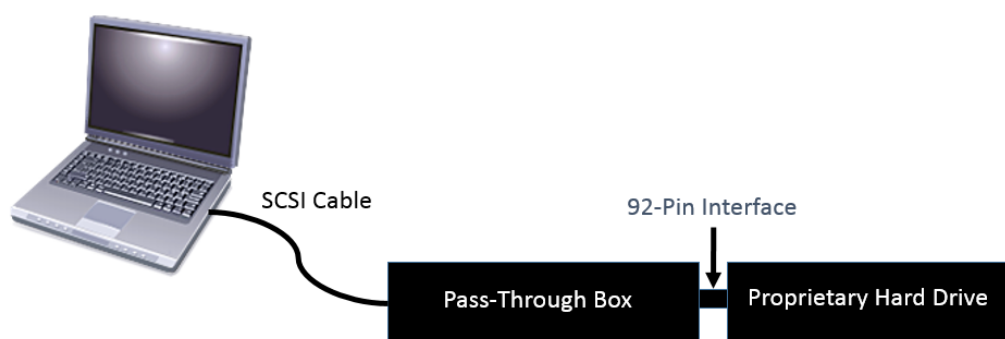 SCSI Cable
92-Pin Interface
Pass-Through Box
Proprietary Hard Drive